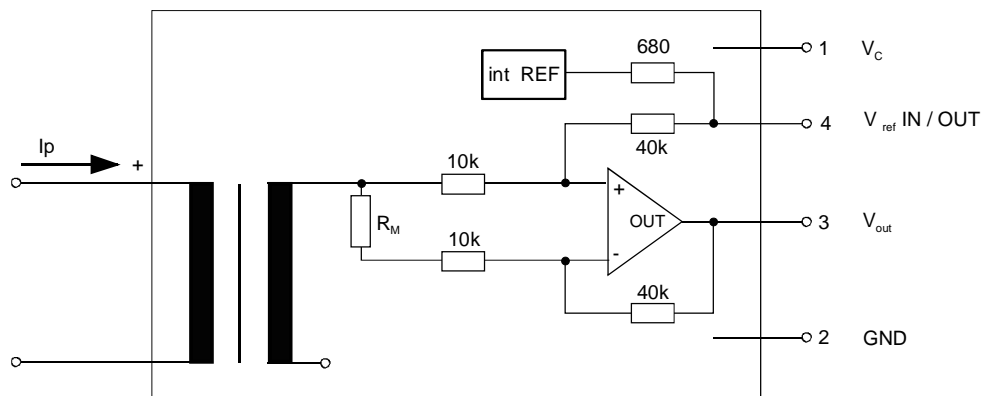 680
1 V_C
int REF
4 V_ref IN / OUT
40k
Ip
+
10k
+
R_M
OUT
3 V_out
10k
-
40k
2 GND